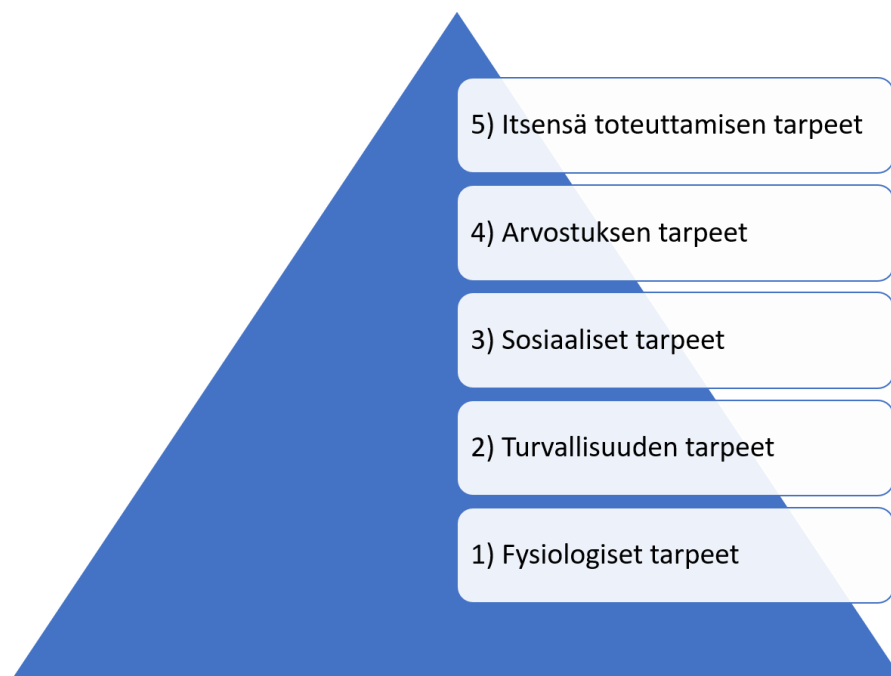 5) Itsensä toteuttamisen tarpeet
4) Arvostuksen tarpeet
3) Sosiaaliset tarpeet
2) Turvallisuuden tarpeet
1) Fysiologiset tarpeet